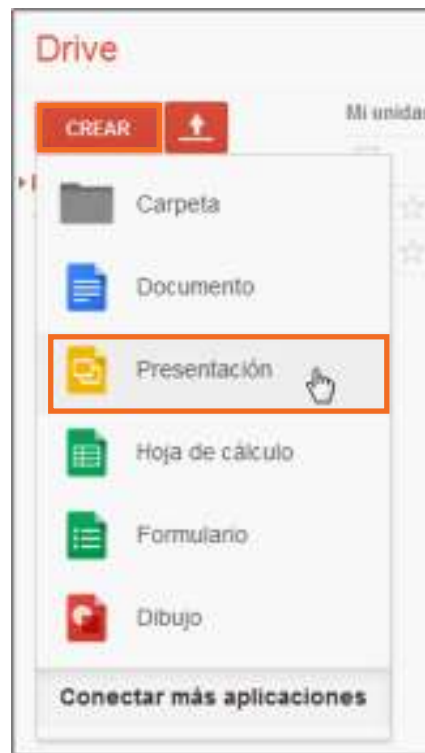 Drive
CREAR
Mi unidad
Carpeta
Documento
Presentación
Hoja de cálculo
Formulario
Dibujo
Conectar más aplicaciones